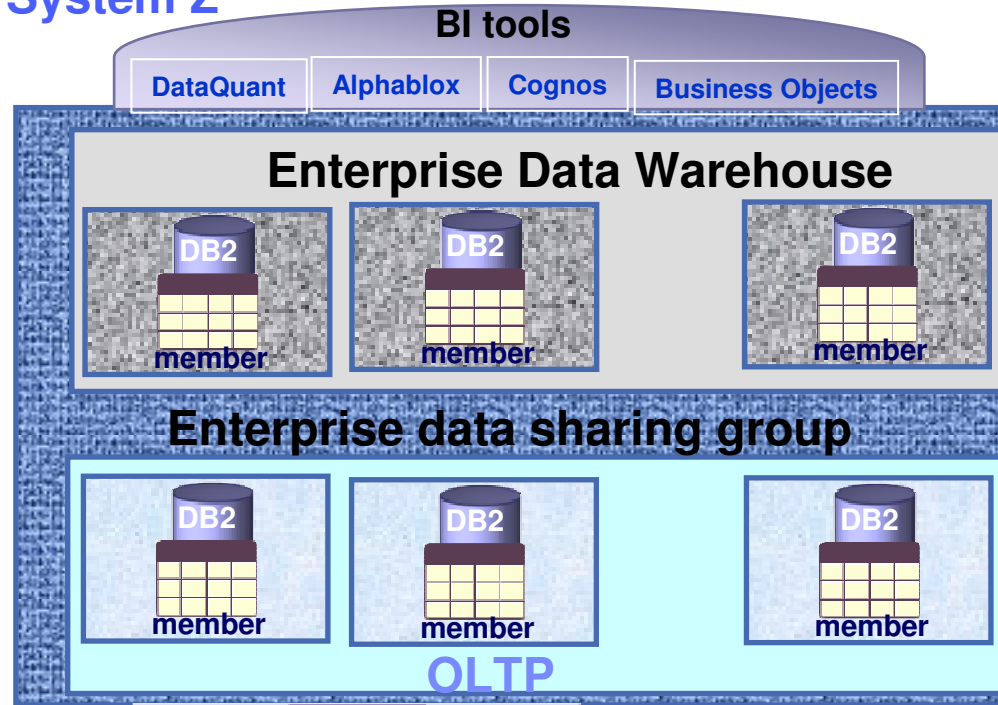 System Z
BI tools
DataQuant Alphablox Cognos Business Objects
Enterprise Data Warehouse
DB2 DB2 DB2
member member member
Enterprise data sharing group
DB2 DB2 DB2
member member member
OLTP